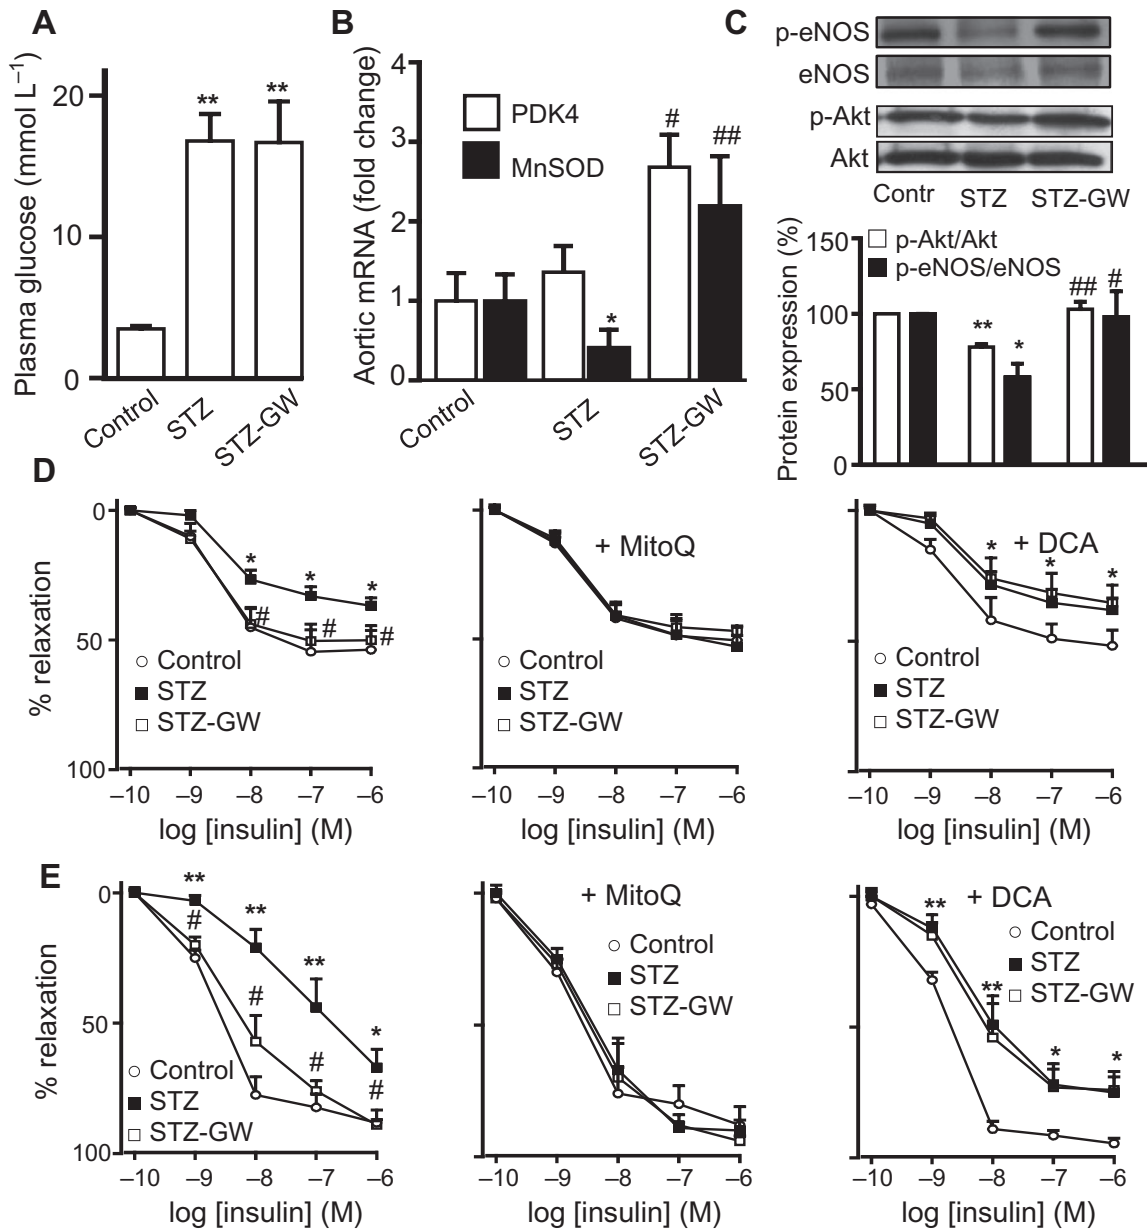 A
Plasma glucose (mmol L−1)
20
10
0
**
**
Control
STZ
STZ-GW
B
Aortic mRNA (fold change)
4
3
2
1
0
PDK4
MnSOD
*
#
##
Control
STZ
STZ-GW
C
p-eNOS
eNOS
p-Akt
Akt
Contr STZ STZ-GW
Protein expression (%)
150
100
50
0
p-Akt/Akt
p-eNOS/eNOS
**
*
##
#
D
% relaxation
0
50
100
*
*
*
#
#
#
Control
STZ
STZ-GW
−10 −9 −8 −7 −6
log [insulin] (M)
+ MitoQ
Control
STZ
STZ-GW
−10 −9 −8 −7 −6
log [insulin] (M)
+ DCA
*
*
*
Control
STZ
STZ-GW
−10 −9 −8 −7 −6
log [insulin] (M)
E
% relaxation
0
50
100
**
**
**
*
#
#
#
#
Control
STZ
STZ-GW
−10 −9 −8 −7 −6
log [insulin] (M)
+ MitoQ
Control
STZ
STZ-GW
−10 −9 −8 −7 −6
log [insulin] (M)
+ DCA
**
**
*
*
Control
STZ
STZ-GW
−10 −9 −8 −7 −6
log [insulin] (M)